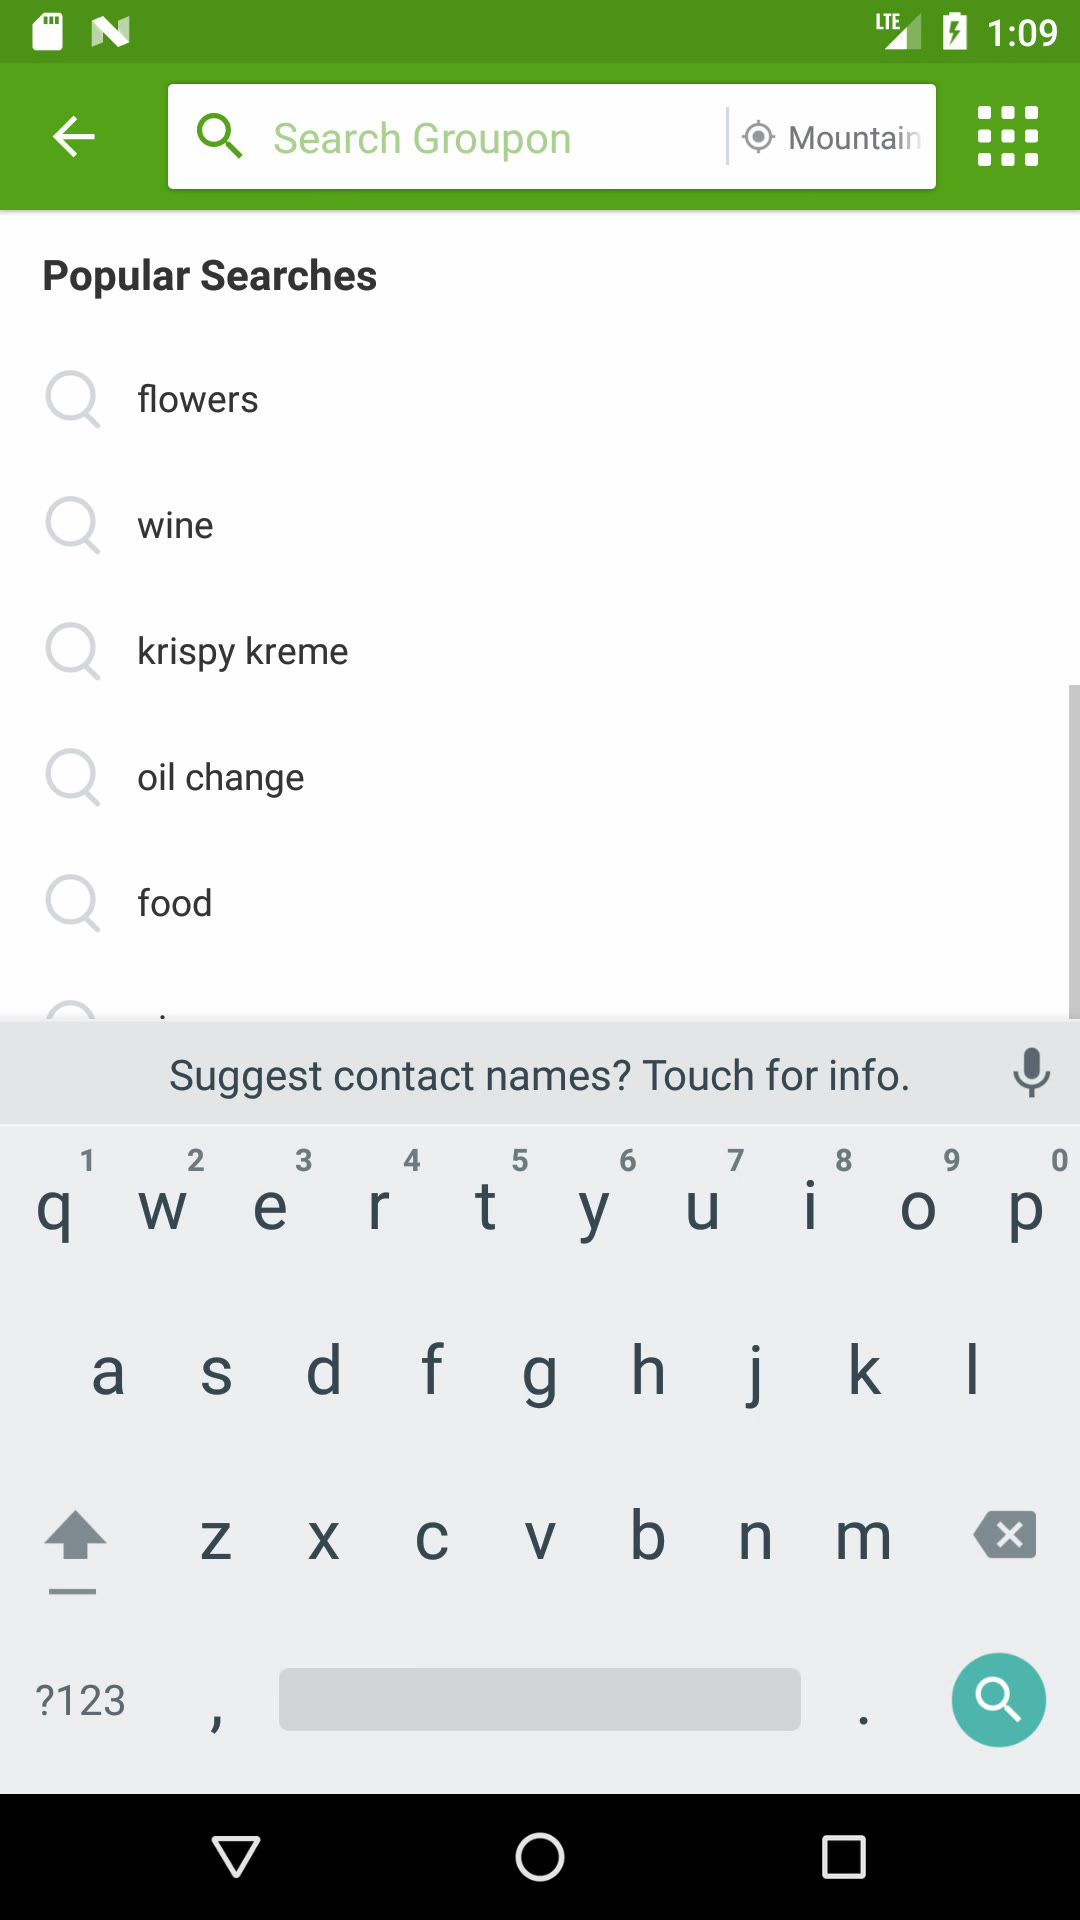 LTE 1:09
Search Groupon Mountain
Popular Searches
flowers
wine
krispy kreme
oil change
food
Suggest contact names? Touch for info.
1 2 3 4 5 6 7 8 9 0
q w e r t y u i o p
a s d f g h j k l
z x c v b n m
?123 , .